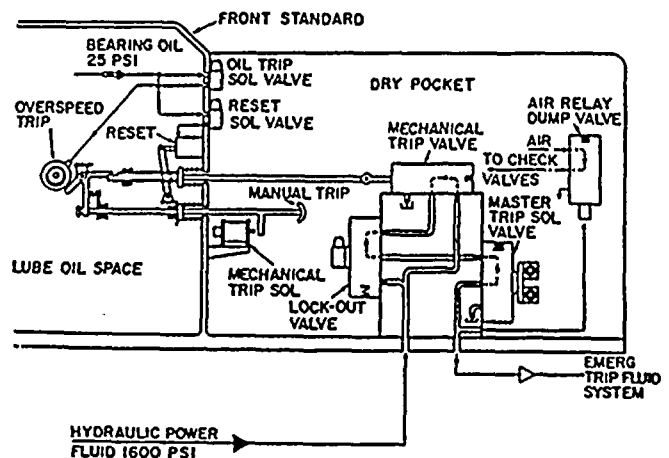 FRONT STANDARD
BEARING OIL
25 PSI
OIL TRIP
SOL VALVE
DRY POCKET
AIR RELAY
DUMP VALVE
OVERSPEED
TRIP
RESET
SOL VALVE
RESET
MECHANICAL
TRIP VALVE
AIR
TO CHECK
VALVES
MANUAL TRIP
MASTER
TRIP SOL
VALVE
LUBE OIL SPACE
MECHANICAL
TRIP SOL
LOCK-OUT
VALVE
EMERG
TRIP FLUID
SYSTEM
HYDRAULIC POWER
FLUID 1600 PSI